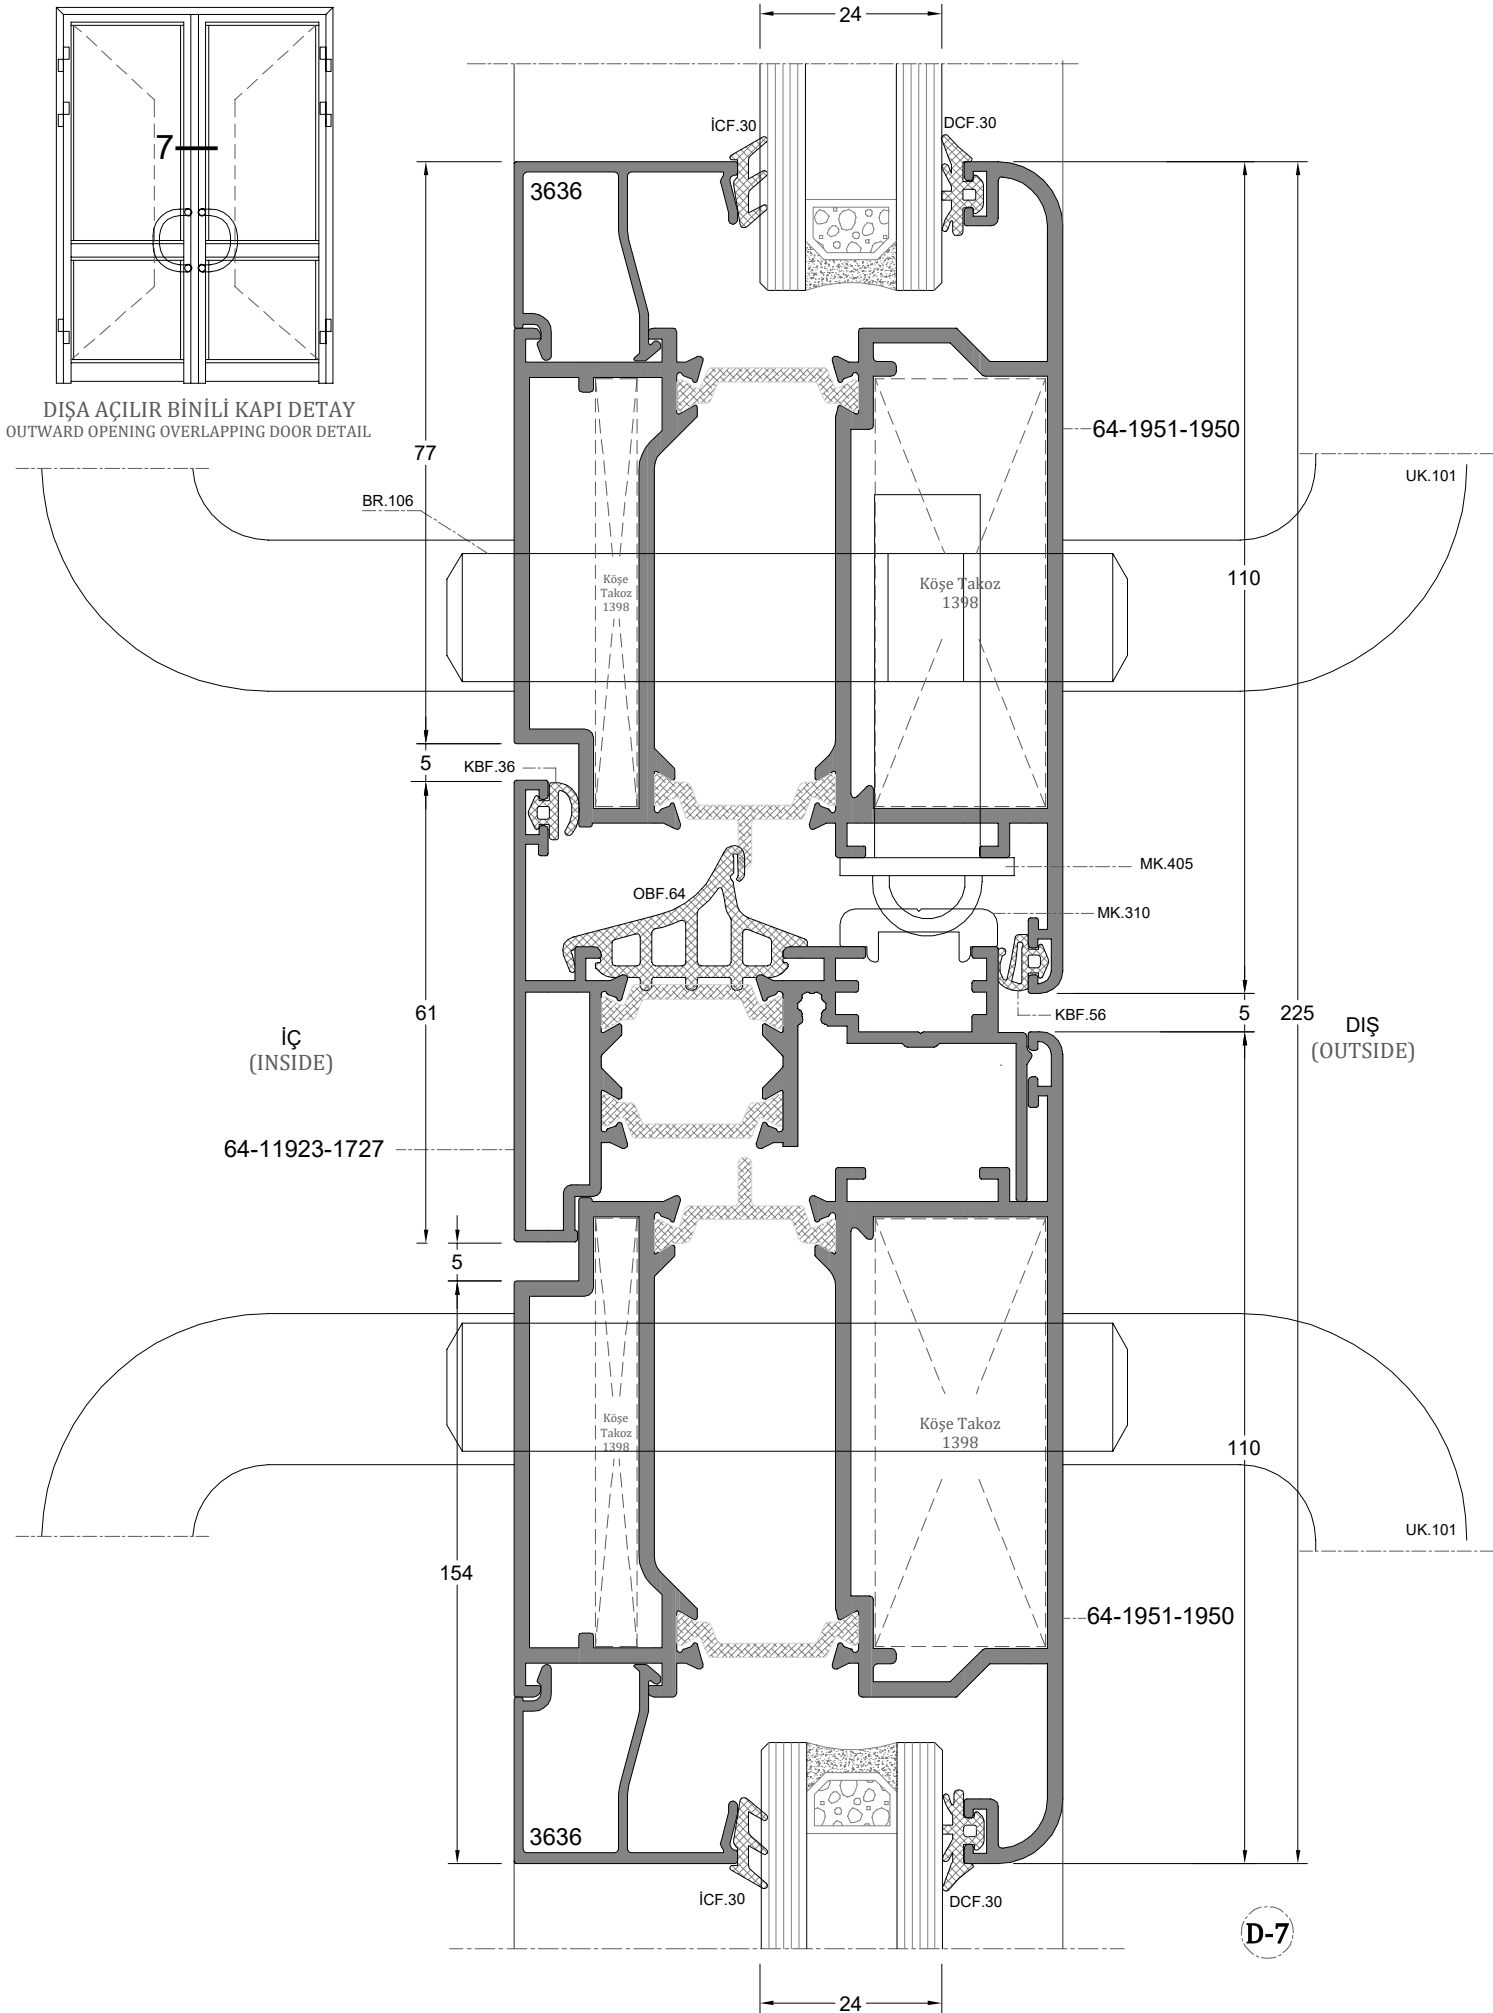 24
İCF.30
DCF.30
7
3636
DIŞA AÇILIR BİNİLİ KAPI DETAY
OUTWARD OPENING OVERLAPPING DOOR DETAIL
64-1951-1950
77
UK.101
BR.106
Köşe
Takoz
1398
Köşe Takoz
1398
110
5
KBF.36
MK.405
OBF.64
MK.310
61
KBF.56
5
225
İÇ
(INSIDE)
DIŞ
(OUTSIDE)
64-11923-1727
5
Köşe
Takoz
1398
Köşe Takoz
1398
110
UK.101
154
64-1951-1950
3636
İCF.30
DCF.30
D-7
24